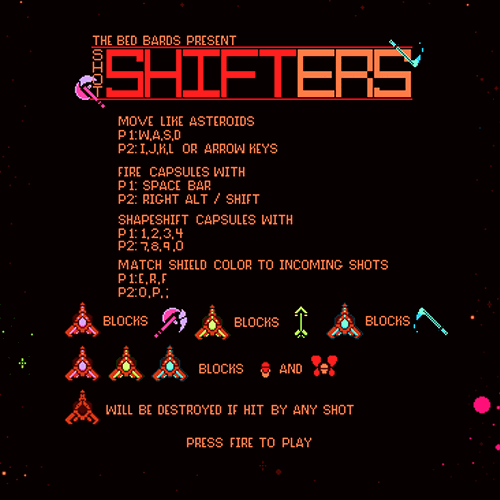 THE BED BARDS PRESENT
SHOT
SHIFTERS
MOVE LIKE ASTEROIDS
P1: W,A,S,D
P2: I,J,K,L OR ARROW KEYS
FIRE CAPSULES WITH
P1: SPACE BAR
P2: RIGHT ALT / SHIFT
SHAPESHIFT CAPSULES WITH
P1: 1,2,3,4
P2: 7,8,9,0
MATCH SHIELD COLOR TO INCOMING SHOTS
P1: E,R,F
P2: O,P,;
BLOCKS BLOCKS BLOCKS
BLOCKS AND
WILL BE DESTROYED IF HIT BY ANY SHOT
PRESS FIRE TO PLAY